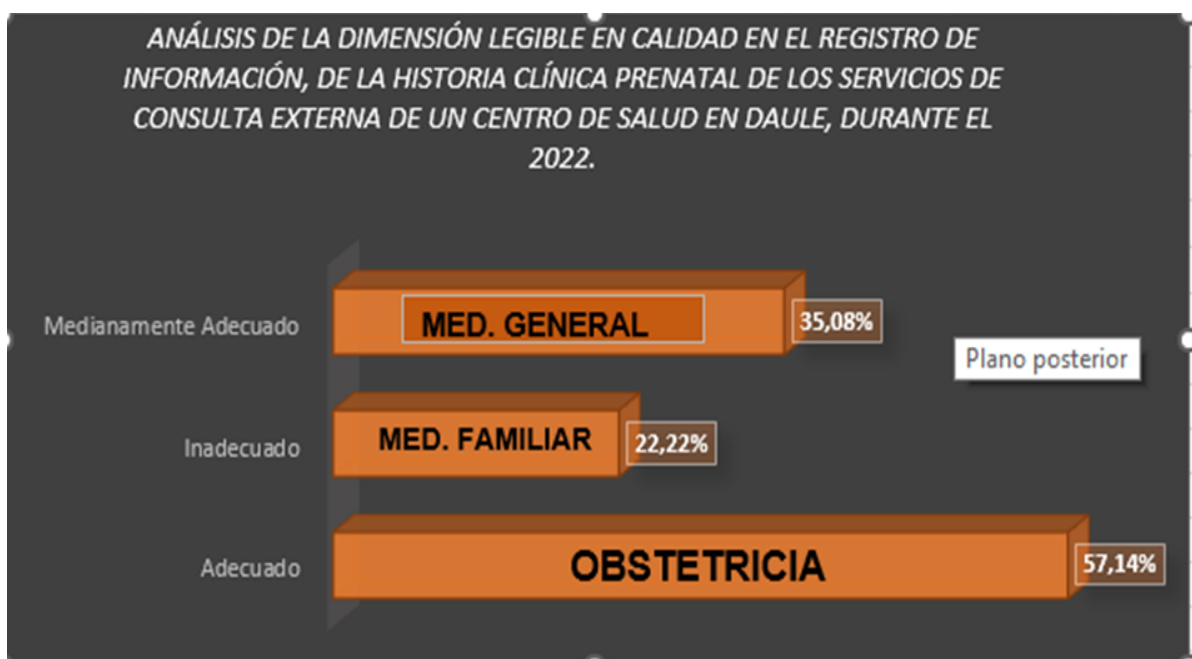 ANÁLISIS DE LA DIMENSIÓN LEGIBLE EN CALIDAD EN EL REGISTRO DE
INFORMACIÓN, DE LA HISTORIA CLÍNICA PRENATAL DE LOS SERVICIOS DE
CONSULTA EXTERNA DE UN CENTRO DE SALUD EN DAULE, DURANTE EL
2022.
Medianamente Adecuado
MED. GENERAL
35,08%
Plano posterior
Inadecuado
MED. FAMILIAR
22,22%
Adecuado
OBSTETRICIA
57,14%